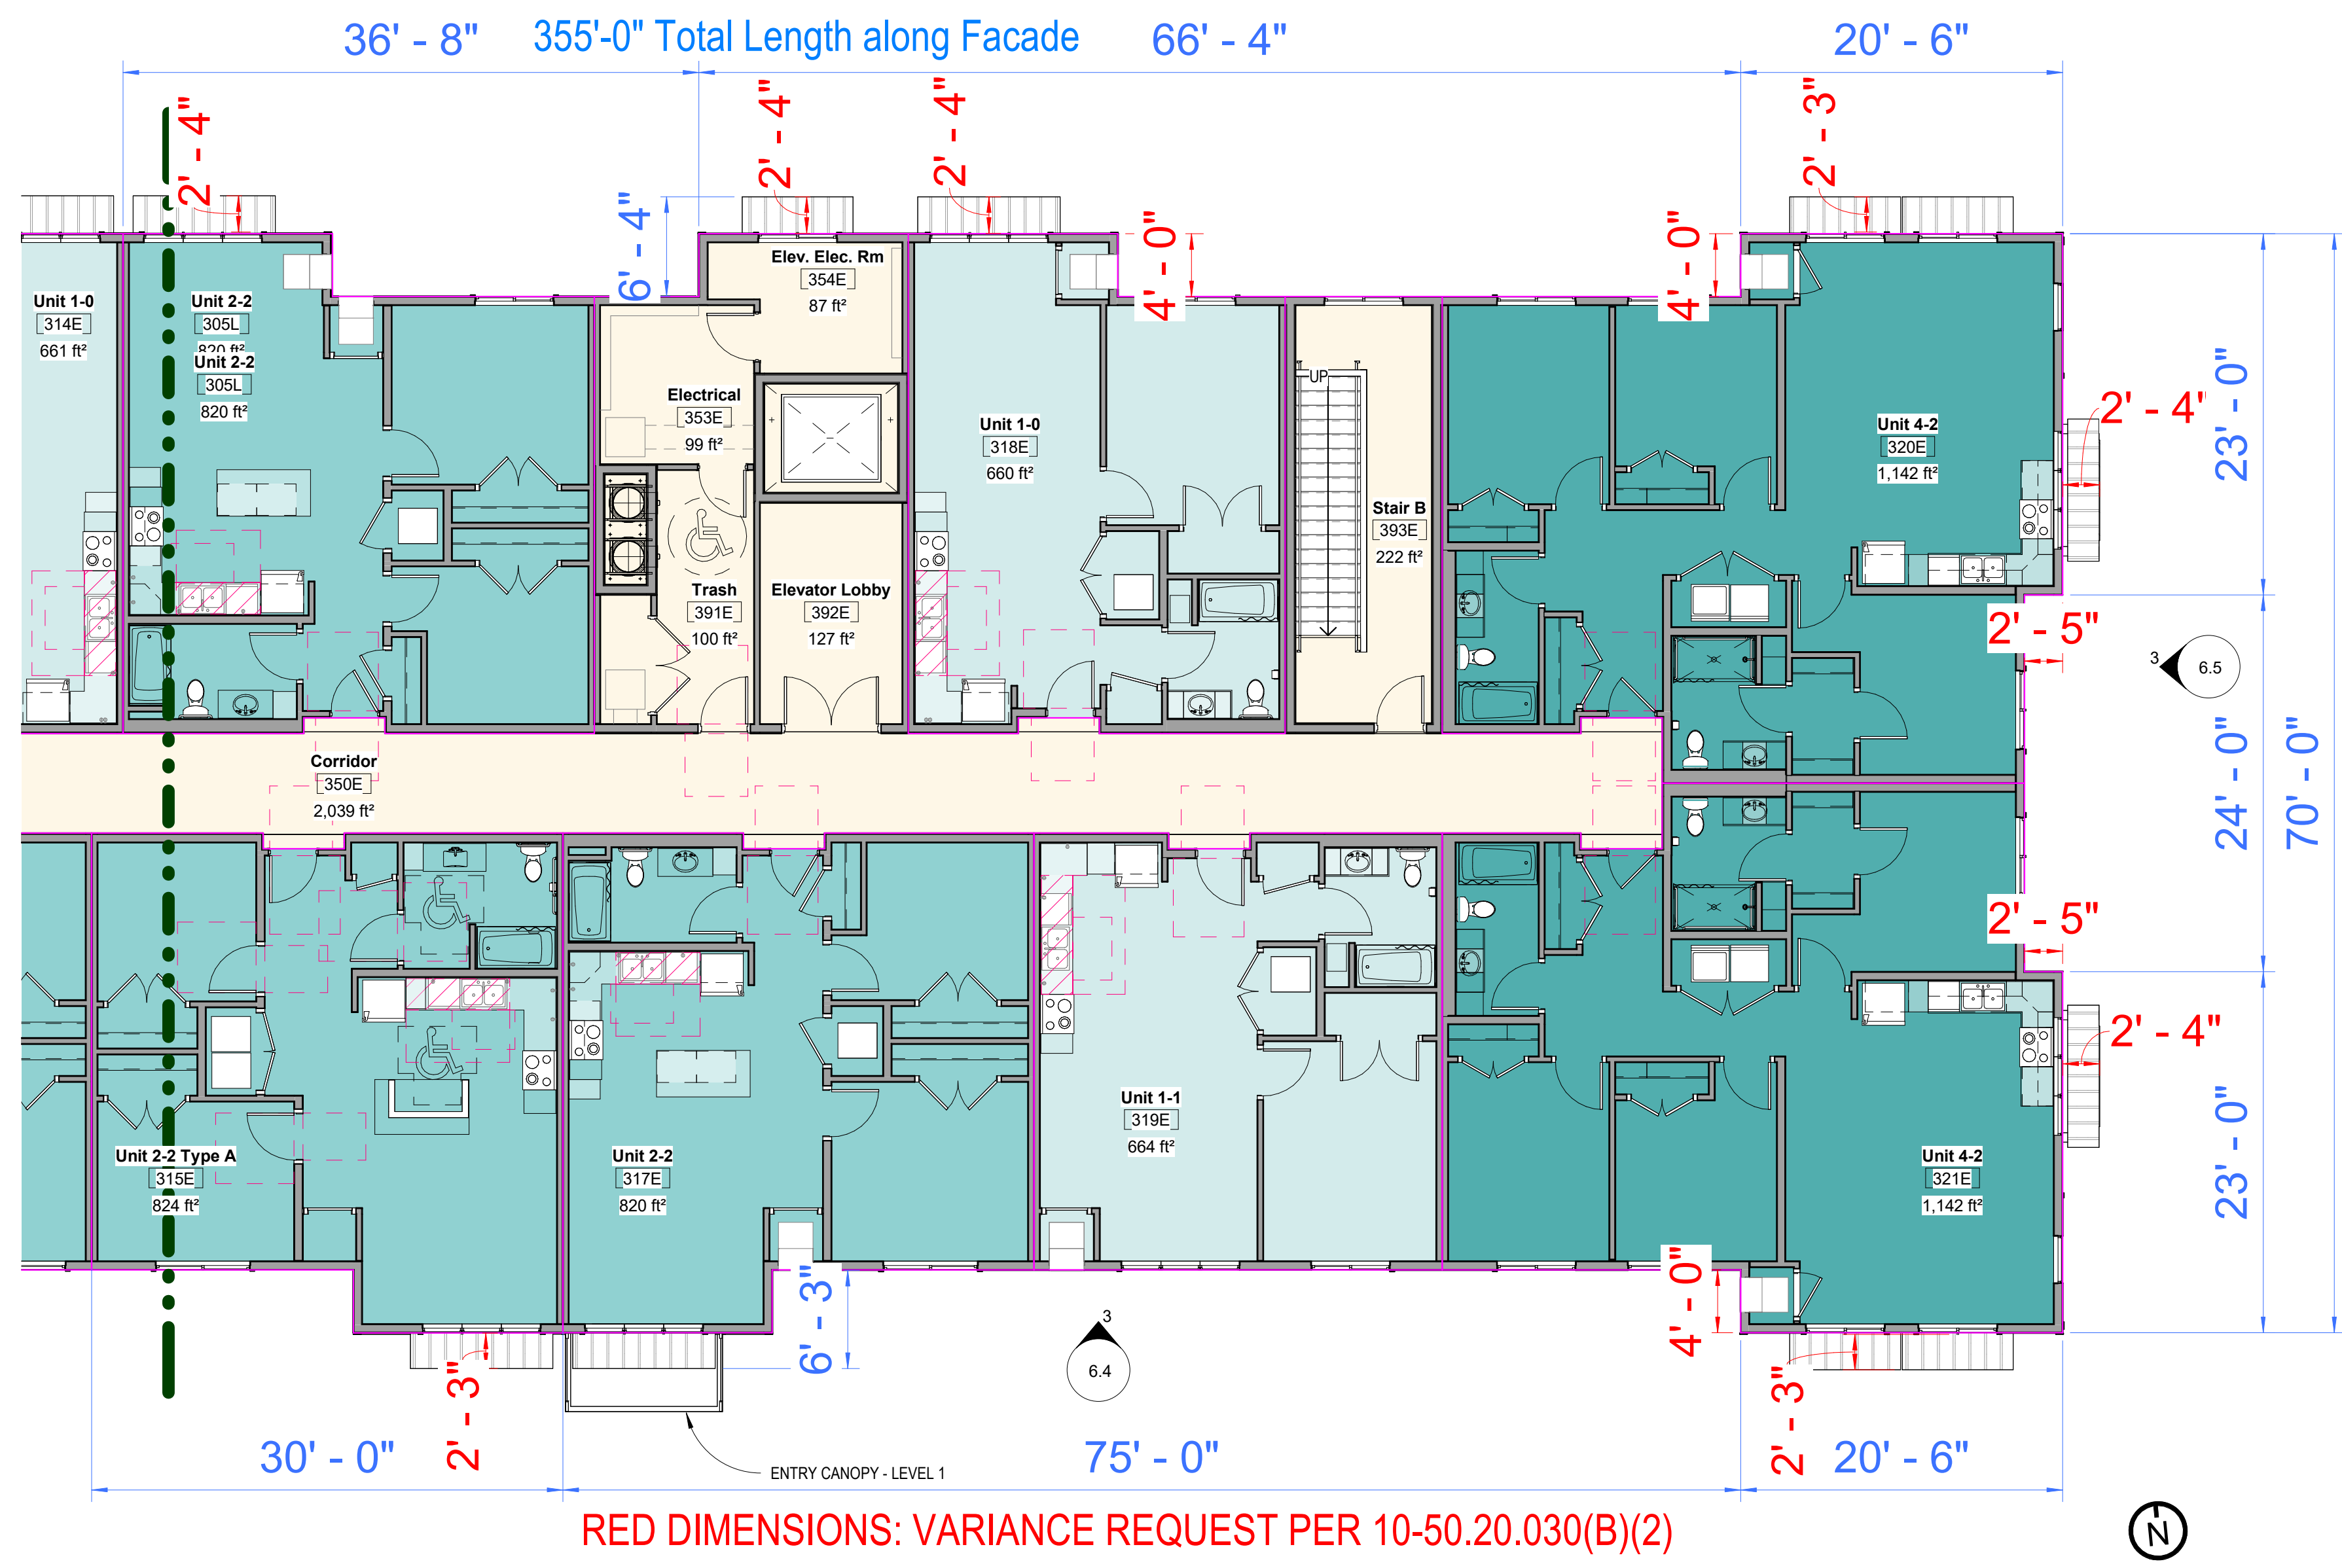 36' - 8"
355'-0" Total Length along Facade
66' - 4"
20' - 6"
2' - 4"
2' - 4"
2' - 4"
2' - 3"
6' - 4"
4' - 0"
4' - 0"
Unit 1-0
314E
661 ft²
Unit 2-2
305L
820 ft²
Unit 2-2
305L
820 ft²
Elev. Elec. Rm
354E
87 ft²
Electrical
353E
99 ft²
UP
Unit 1-0
318E
660 ft²
Unit 4-2
320E
1,142 ft²
2' - 4"
23' - 0"
Stair B
393E
222 ft²
Trash
391E
100 ft²
Elevator Lobby
392E
127 ft²
2' - 5"
3
6.5
Corridor
350E
2,039 ft²
24' - 0"
70' - 0"
2' - 5"
2' - 4"
Unit 2-2 Type A
315E
824 ft²
Unit 2-2
317E
820 ft²
Unit 1-1
319E
664 ft²
Unit 4-2
321E
1,142 ft²
23' - 0"
6' - 3"
4' - 0"
3
6.4
2' - 3"
2' - 3"
30' - 0"
75' - 0"
20' - 6"
ENTRY CANOPY - LEVEL 1
RED DIMENSIONS: VARIANCE REQUEST PER 10-50.20.030(B)(2)
N